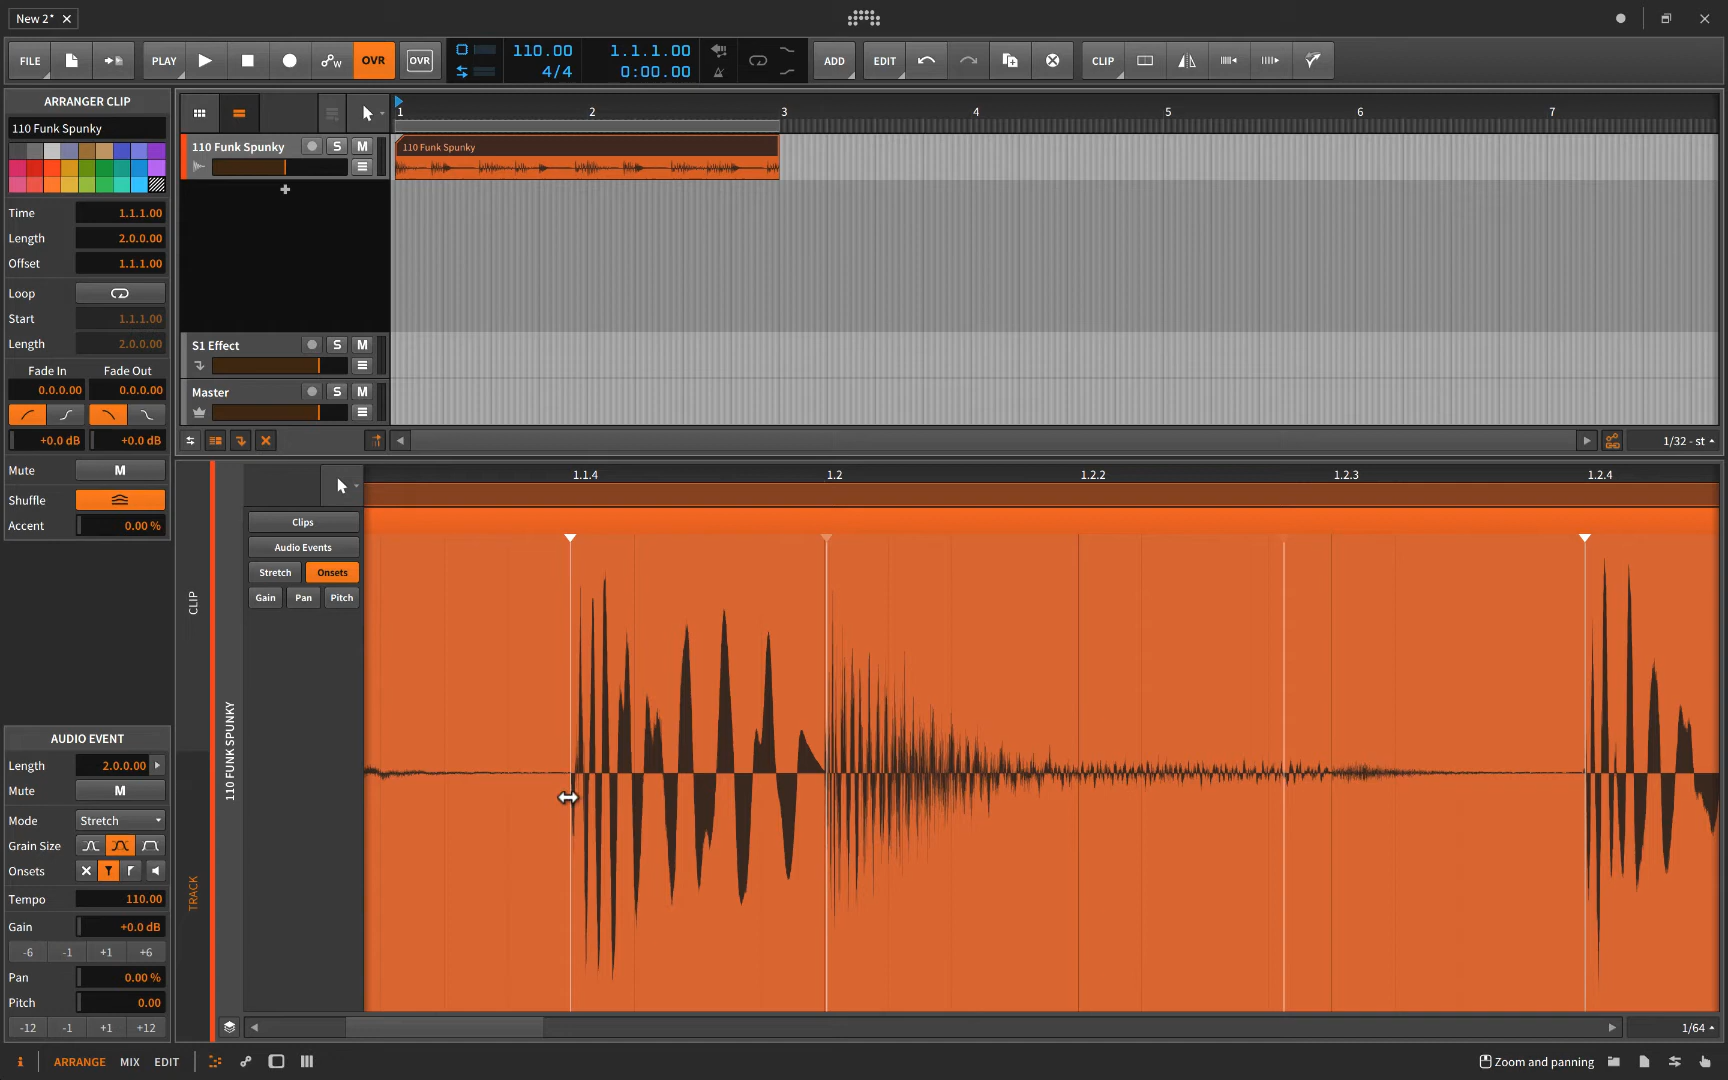 New 2*
FILE
PLAY
OVR
OVR
110.00
4/4
1.1.1.00
0:00.00
ADD
EDIT
CLIP
ARRANGER CLIP
110 Funk Spunky
Time 1.1.1.00
Length 2.0.0.00
Offset 1.1.1.00
Loop
Start 1.1.1.00
Length 2.0.0.00
Fade In Fade Out
0.0.0.00 0.0.0.00
+0.0 dB +0.0 dB
Mute M
Shuffle
Accent 0.00 %
1 2 3 4 5 6 7
110 Funk Spunky S M
110 Funk Spunky
S1 Effect S M
Master S M
1/32 - st
CLIP
TRACK
110 FUNK SPUNKY
1.1.4 1.2 1.2.2 1.2.3 1.2.4
Clips
Audio Events
Stretch Onsets
Gain Pan Pitch
AUDIO EVENT
Length 2.0.0.00
Mute M
Mode Stretch
Grain Size
Onsets
Tempo 110.00
Gain +0.0 dB
-6 -1 +1 +6
Pan 0.00 %
Pitch 0.00
-12 -1 +1 +12
1/64
i ARRANGE MIX EDIT
Zoom and panning